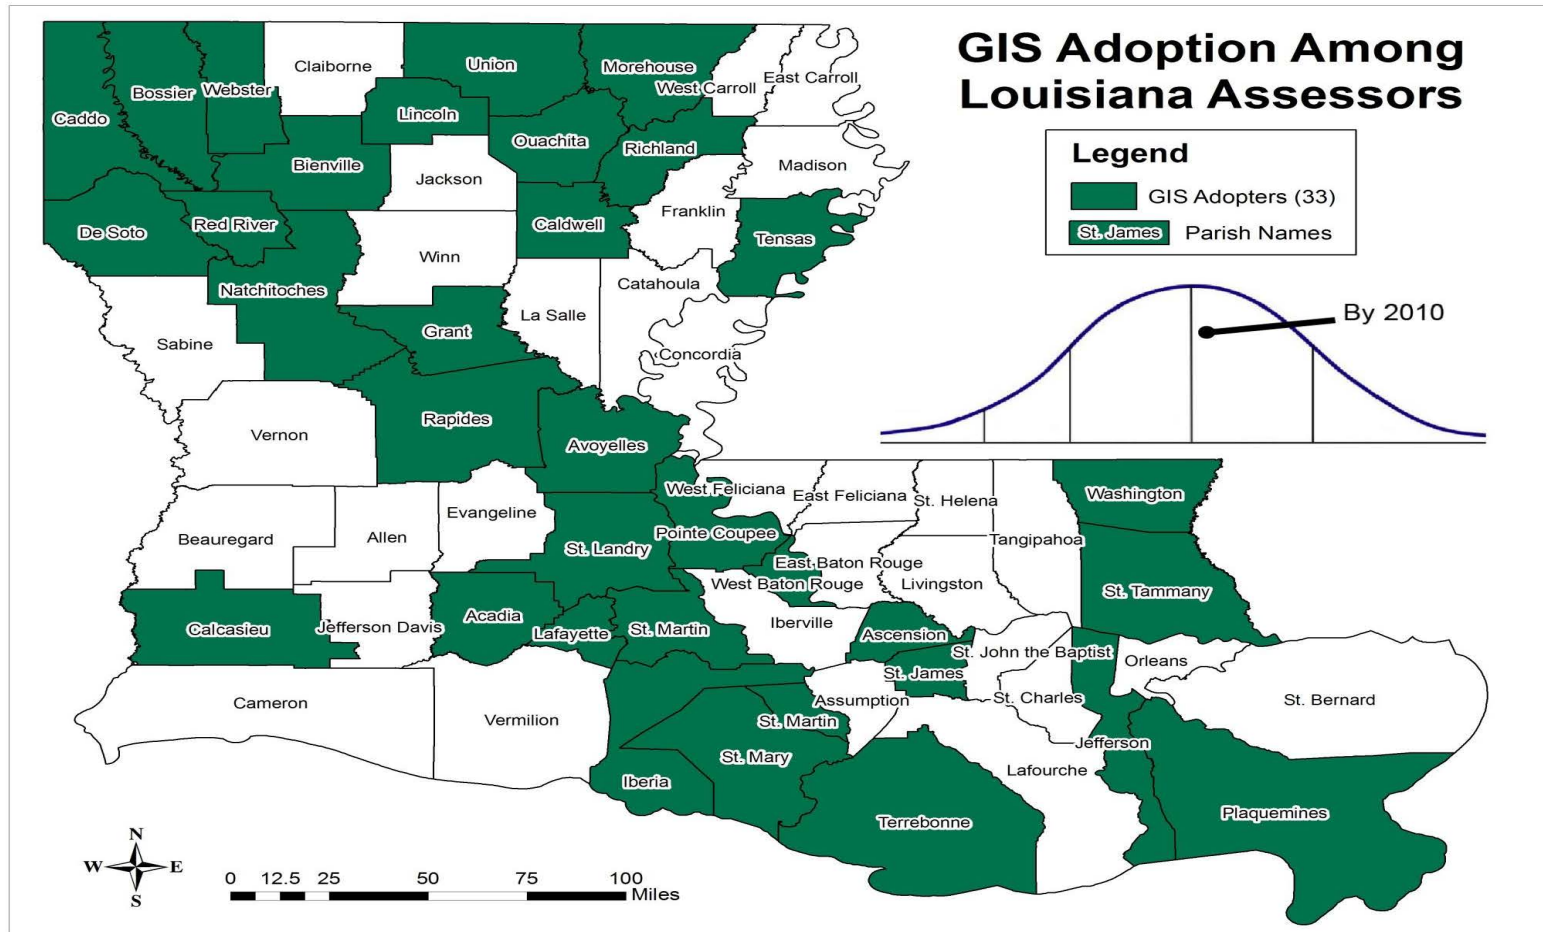 GIS Adoption Among
Louisiana Assessors
Legend
GIS Adopters (33)
St. James
Parish Names
By 2010
Claiborne
Union
Morehouse
West Carroll
East Carroll
Caddo
Bossier
Webster
Lincoln
Ouachita
Richland
Madison
Bienville
Jackson
Franklin
De Soto
Red River
Caldwell
Tensas
Winn
Natchitoches
Catahoula
La Salle
Grant
Sabine
Concordia
Rapides
Vernon
Avoyelles
West Feliciana
East Feliciana
St. Helena
Washington
Evangeline
Beauregard
Allen
St. Landry
Pointe Coupee
Tangipahoa
East Baton Rouge
West Baton Rouge
Livingston
St. Tammany
Calcasieu
Jefferson Davis
Acadia
Lafayette
St. Martin
Iberville
Ascension
St. John the Baptist
Orleans
St. James
Cameron
Vermilion
Assumption
St. Charles
St. Bernard
St. Martin
Jefferson
St. Mary
Iberia
Lafourche
Terrebonne
Plaquemines
N
W E
S
0 12.5 25 50 75 100
Miles